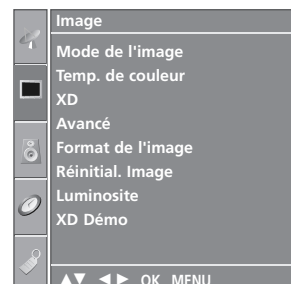 Image
Mode de l'image
Temp. de couleur
XD
Avancé
Format de l'image
Réinitial. Image
Luminosite
XD Démo
▲▼ ◄► OK MENU